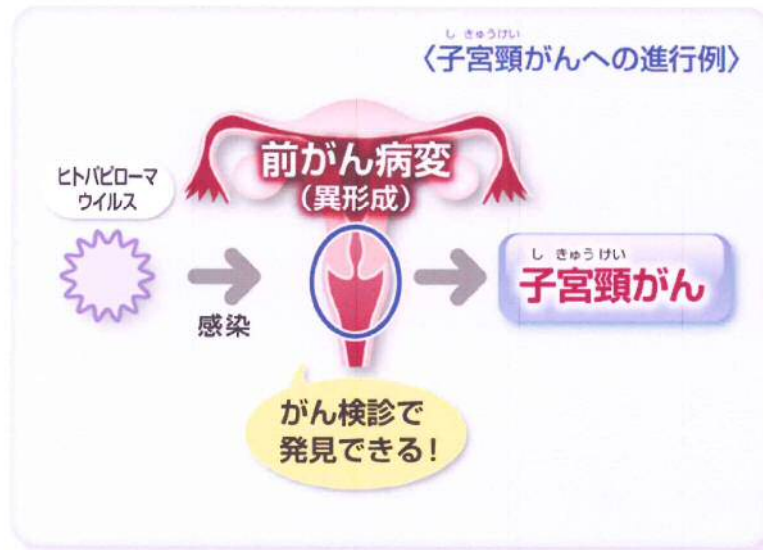 し きゅうけい
〈子宮頸がんへの進行例〉
ヒトパピローマ
ウイルス
感染
前がん病変
(異形成)
がん検診で
発見できる!
し きゅうけい
子宮頸がん